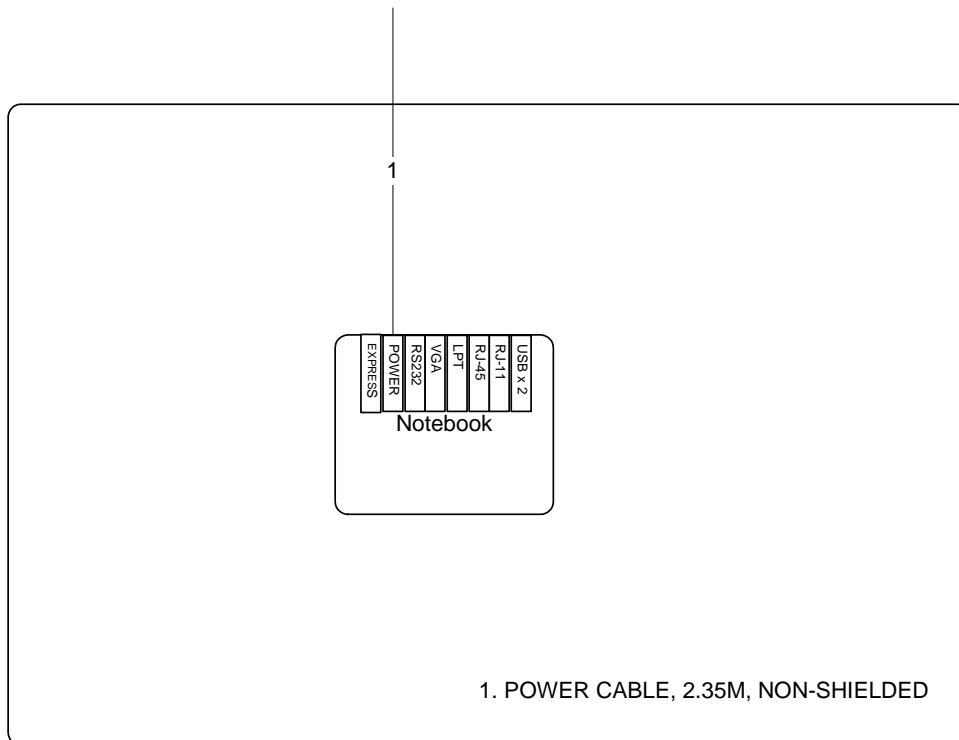 1
EXPRESS
POWER
RS232
VGA
LPT
RJ-45
RJ-11
USB x 2
Notebook
1. POWER CABLE, 2.35M, NON-SHIELDED